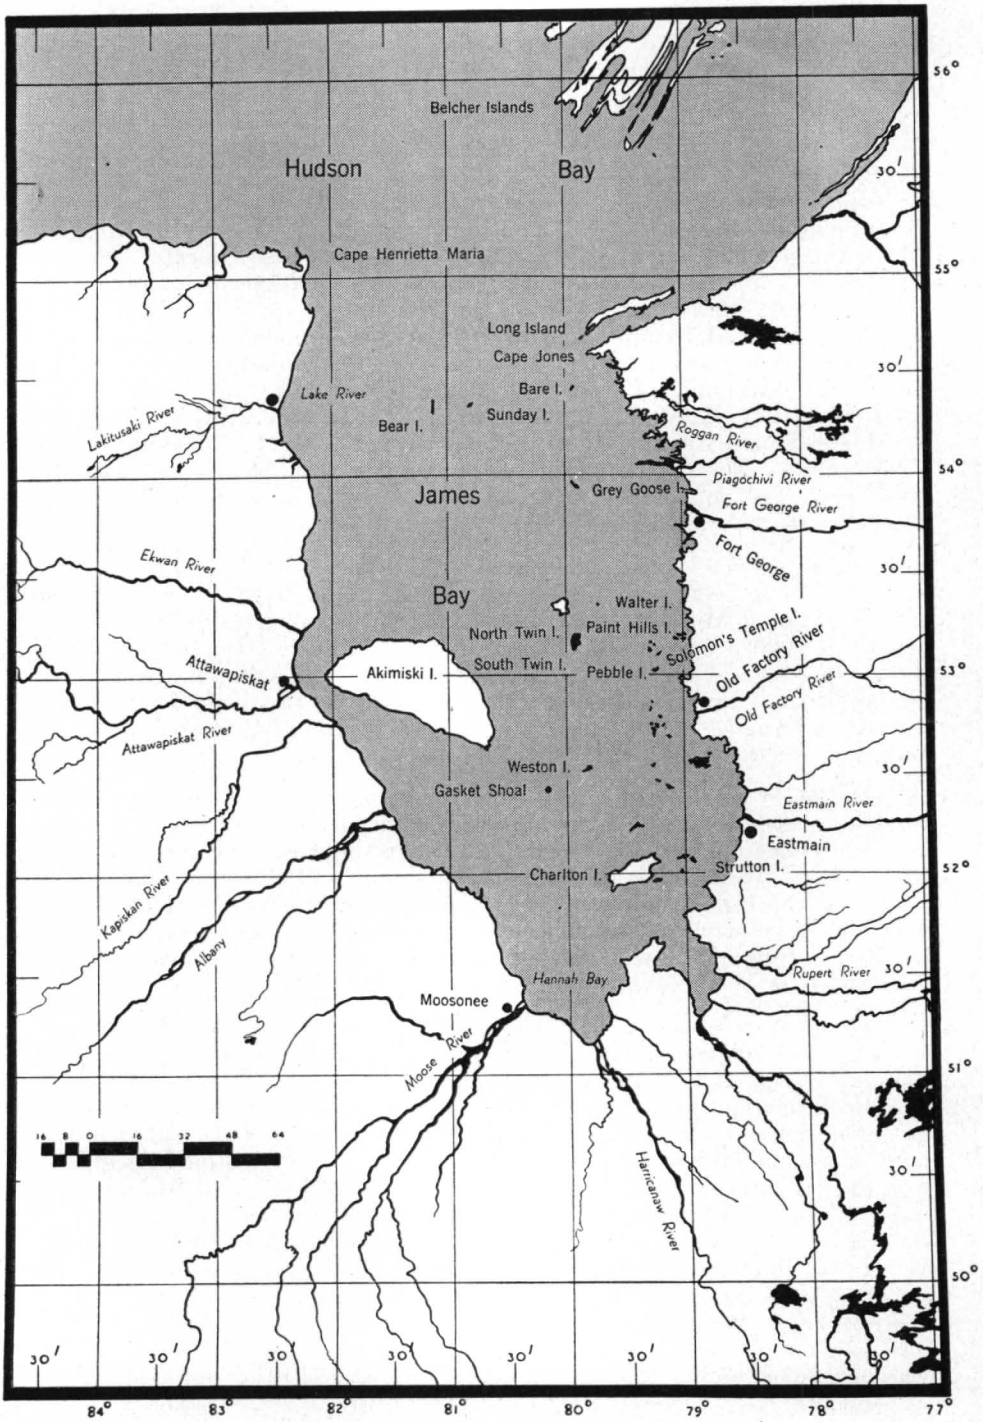 56°
Belcher Islands
Hudson Bay
30′
Cape Henrietta Maria
55°
Long Island
Cape Jones
30′
Bare I.
Lake River
Sunday I.
Bear I.
Lakitusaki River
Roggan River
54°
Piagochivi River
Grey Goose I.
James
Fort George River
Fort George
Ekwan River
30′
Bay
Walter I.
North Twin I.
Paint Hills I.
Solomon's Temple I.
Attawapiskat
Akimiski I.
South Twin I.
Pebble I.
53°
Old Factory River
Old Factory River
Attawapiskat River
Weston I.
30′
Gasket Shoal
Eastmain River
Eastmain
Charlton I.
Strutton I.
52°
Kapiskan River
Albany
Hannah Bay
Rupert River
30′
Moosonee
Moose River
51°
16 8 0 16 32 48 64
Harricanaw River
30′
50°
30′ 30′ 30′ 30′ 30′ 30′ 30′ 30′
84° 83° 82° 81° 80° 79° 78° 77°